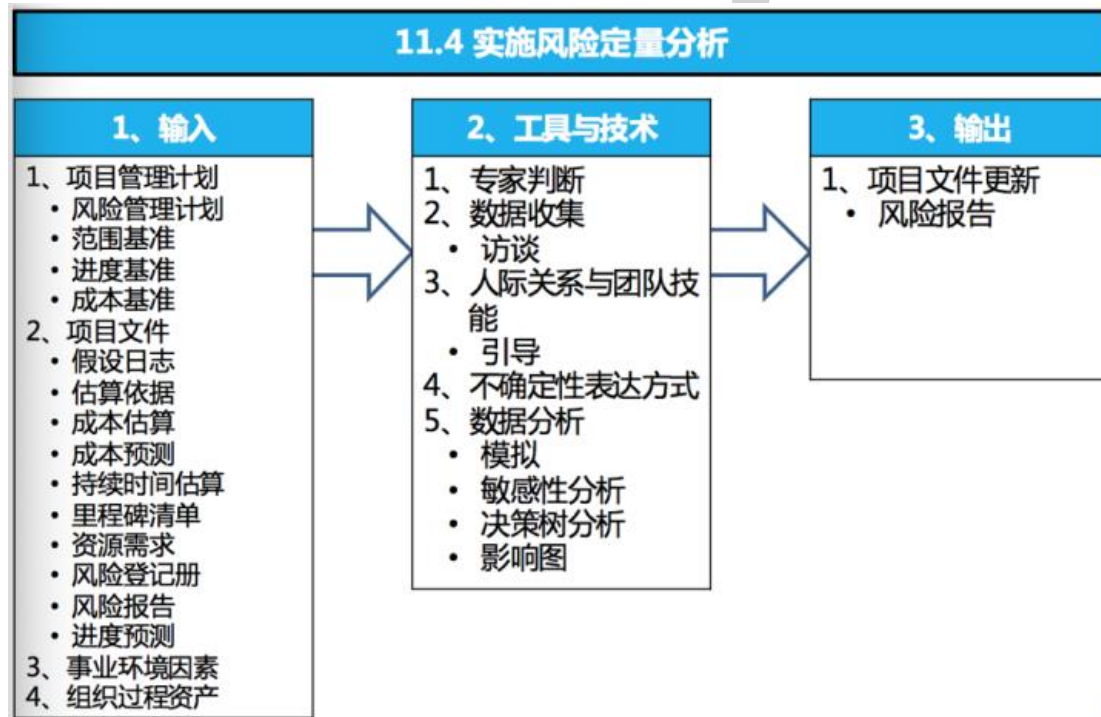 11.4 实施风险定量分析
1、输入
1、项目管理计划
• 风险管理计划
• 范围基准
• 进度基准
• 成本基准
2、项目文件
• 假设日志
• 估算依据
• 成本估算
• 成本预测
• 持续时间估算
• 里程碑清单
• 资源需求
• 风险登记册
• 风险报告
• 进度预测
3、事业环境因素
4、组织过程资产
2、工具与技术
1、专家判断
2、数据收集
• 访谈
3、人际关系与团队技
能
• 引导
4、不确定性表达方式
5、数据分析
• 模拟
• 敏感性分析
• 决策树分析
• 影响图
3、输出
1、项目文件更新
• 风险报告